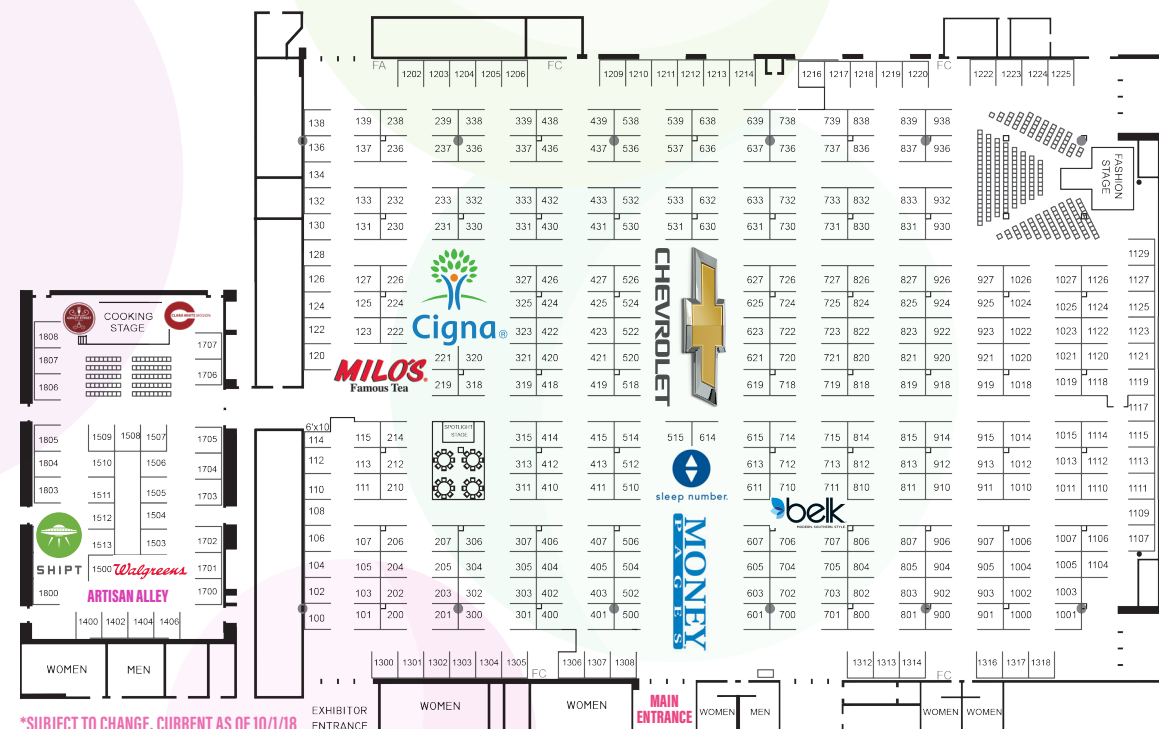 FA
FC
FC
1202 1203 1204 1205 1206
1209 1210 1211 1212 1213 1214
1216 1217 1218 1219 1220
1222 1223 1224 1225
138 139 238 239 338 339 438 439 538 539 638 639 738 739 838 839 938
136 137 236 237 336 337 436 437 536 537 636 637 736 737 836 837 936
134
132 133 232 233 332 333 432 433 532 533 632 633 732 733 832 833 932
130 131 230 231 330 331 430 431 530 531 630 631 730 731 830 831 930
FASHION
STAGE
128
1129
126 127 226 327 426 427 526 627 726 727 826 827 926 927 1026 1027 1126 1127
124 125 224 325 424 425 524 625 724 725 824 825 924 925 1024 1025 1124 1125
122 123 222 323 422 423 522 623 722 723 822 823 922 923 1022 1023 1122 1123
120 221 320 321 420 421 520 621 720 721 820 821 920 921 1020 1021 1120 1121
219 318 319 418 419 518 619 718 719 818 819 918 919 1018 1019 1118 1119
1117
Cigna®
CHEVROLET
MILO'S
Famous Tea
COOKING
STAGE
CLARA WHITE MISSION
1808
1807
1806
1707
1706
6'x10
114 115 214 315 414 415 514 515 614 615 714 715 814 815 914 915 1014 1015 1114 1115
112 113 212 313 412 413 512 613 712 713 812 813 912 913 1012 1013 1112 1113
110 111 210 311 410 411 510 611 710 711 810 811 910 911 1010 1011 1110 1111
108
1109
SPOTLIGHT
STAGE
sleep number.
belk
MODERN. SOUTHERN. STYLE.
106 107 206 207 306 307 406 407 506 707 706 806 807 906 907 1006 1007 1106 1107
104 105 204 205 304 305 404 405 504 605 704 705 804 805 904 905 1004 1005 1104
102 103 202 203 302 303 402 403 502 603 702 703 802 803 902 903 1002 1003
100 101 200 201 300 301 400 401 500 601 700 701 800 801 900 901 1000 1001
MONEY
PAGES
1805 1509 1508 1507 1705
1804 1510 1506 1704
1803 1511 1505 1703
1512 1504
1513 1503 1702
SHIPT
1500 Walgreens 1701
1800 1700
ARTISAN ALLEY
1400 1402 1404 1406
WOMEN
MEN
1300 1301 1302 1303 1304 1305
FC
1306 1307 1308
1312 1313 1314
FC
1316 1317 1318
EXHIBITOR
ENTRANCE
WOMEN
WOMEN
MAIN
ENTRANCE
WOMEN
MEN
WOMEN
WOMEN
*SUBJECT TO CHANGE. CURRENT AS OF 10/1/18